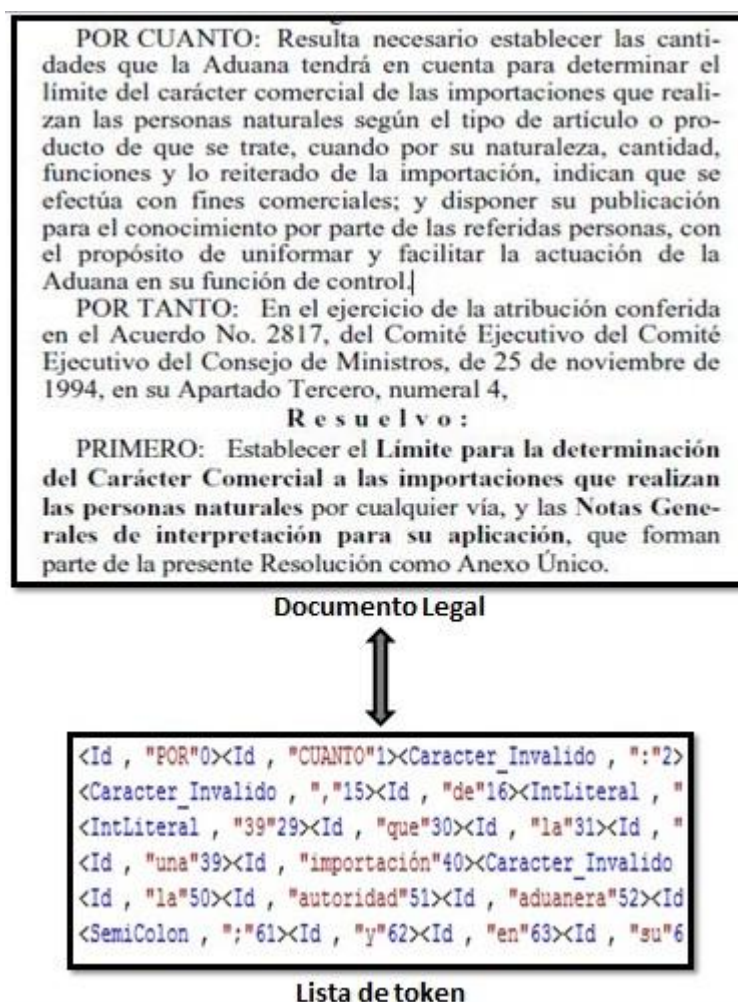 POR CUANTO: Resulta necesario establecer las canti-
dades que la Aduana tendrá en cuenta para determinar el
límite del carácter comercial de las importaciones que reali-
zan las personas naturales según el tipo de artículo o pro-
ducto de que se trate, cuando por su naturaleza, cantidad,
funciones y lo reiterado de la importación, indican que se
efectúa con fines comerciales; y disponer su publicación
para el conocimiento por parte de las referidas personas, con
el propósito de uniformar y facilitar la actuación de la
Aduana en su función de control.
POR TANTO: En el ejercicio de la atribución conferida
en el Acuerdo No. 2817, del Comité Ejecutivo del Comité
Ejecutivo del Consejo de Ministros, de 25 de noviembre de
1994, en su Apartado Tercero, numeral 4,
R e s u e l v o :
PRIMERO: Establecer el Límite para la determinación
del Carácter Comercial a las importaciones que realizan
las personas naturales por cualquier vía, y las Notas Gene-
rales de interpretación para su aplicación, que forman
parte de la presente Resolución como Anexo Único.
Documento Legal
<Id , "POR"0><Id , "CUANTO"1><Caracter_Invalido , ":"2>
<Caracter_Invalido , ","15><Id , "de"16><IntLiteral , "
<IntLiteral , "39"29><Id , "que"30><Id , "la"31><Id , "
<Id , "una"39><Id , "importación"40><Caracter_Invalido
<Id , "la"50><Id , "autoridad"51><Id , "aduanera"52><Id
<SemiColon , ";"61><Id , "y"62><Id , "en"63><Id , "su"6
Lista de token